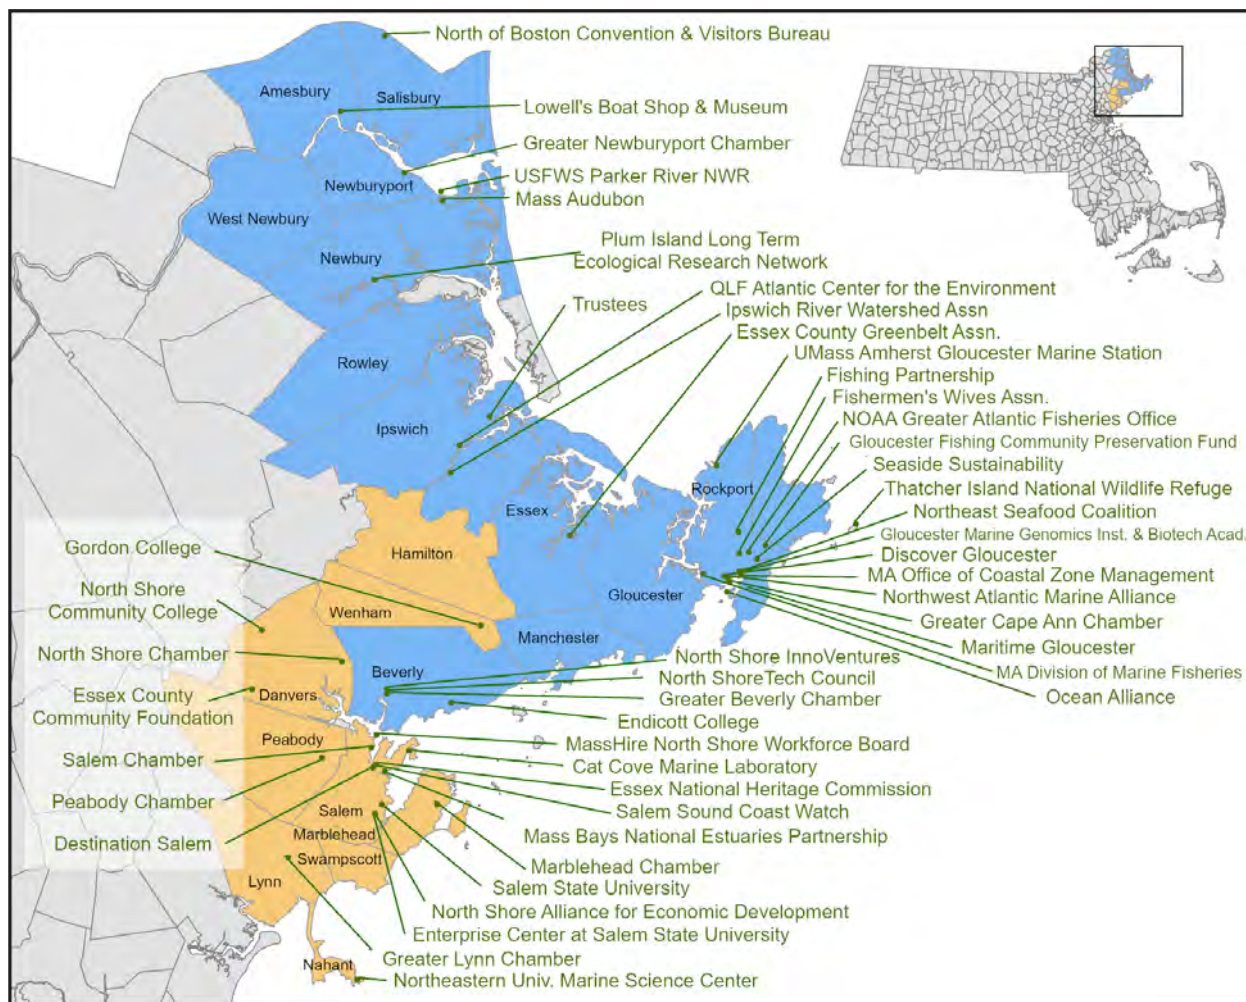 North of Boston Convention & Visitors Bureau
Amesbury
Salisbury
Lowell's Boat Shop & Museum
Greater Newburyport Chamber
Newburyport
USFWS Parker River NWR
Mass Audubon
West Newbury
Plum Island Long Term
Ecological Research Network
Newbury
QLF Atlantic Center for the Environment
Trustees
Ipswich River Watershed Assn
Essex County Greenbelt Assn.
UMass Amherst Gloucester Marine Station
Rowley
Fishing Partnership
Fishermen's Wives Assn.
Ipswich
NOAA Greater Atlantic Fisheries Office
Gloucester Fishing Community Preservation Fund
Seaside Sustainability
Rockport
Thatcher Island National Wildlife Refuge
Essex
Northeast Seafood Coalition
Gloucester Marine Genomics Inst. & Biotech Acad.
Gordon College
Hamilton
Discover Gloucester
MA Office of Coastal Zone Management
North Shore
Community College
Gloucester
Northwest Atlantic Marine Alliance
Wenham
Greater Cape Ann Chamber
Manchester
Maritime Gloucester
North Shore Chamber
North Shore InnoVentures
Beverly
MA Division of Marine Fisheries
North ShoreTech Council
Essex County
Community Foundation
Danvers
Greater Beverly Chamber
Ocean Alliance
Endicott College
Peabody
MassHire North Shore Workforce Board
Salem Chamber
Cat Cove Marine Laboratory
Essex National Heritage Commission
Peabody Chamber
Salem
Salem Sound Coast Watch
Marblehead
Mass Bays National Estuaries Partnership
Destination Salem
Swampscott
Marblehead Chamber
Lynn
Salem State University
North Shore Alliance for Economic Development
Enterprise Center at Salem State University
Greater Lynn Chamber
Nahant
Northeastern Univ. Marine Science Center